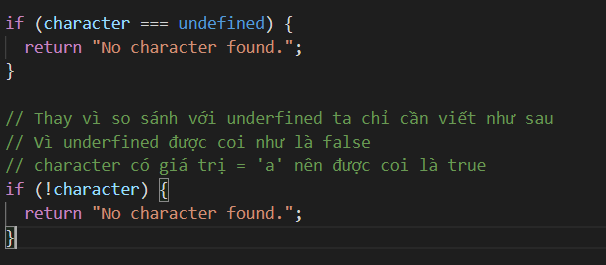 if (character === undefined) {
  return "No character found.";
}
// Thay vì so sánh với underfined ta chỉ cần viết như sau
// Vì underfined được coi như là false
// character có giá trị = 'a' nên được coi là true
if (!character) {
  return "No character found.";
}